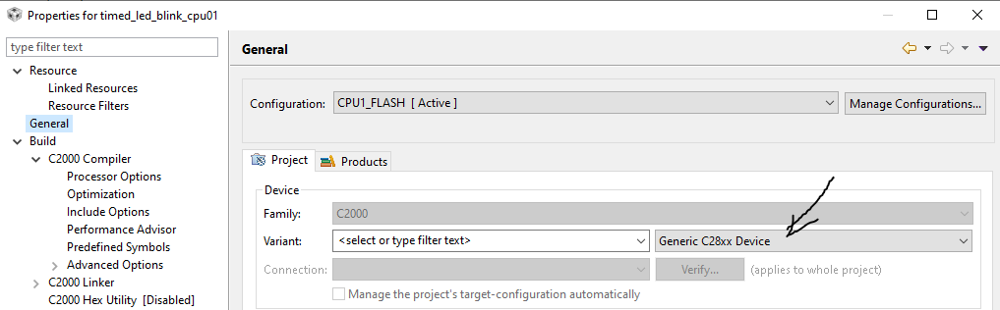 Properties for timed_led_blink_cpu01
type filter text
Resource
Linked Resources
Resource Filters
General
Build
C2000 Compiler
Processor Options
Optimization
Include Options
Performance Advisor
Predefined Symbols
Advanced Options
C2000 Linker
C2000 Hex Utility [Disabled]
General
Configuration: CPU1_FLASH [ Active ] Manage Configurations...
Project Products
Device
Family: C2000
Variant: <select or type filter text> Generic C28xx Device
Connection: Verify... (applies to whole project)
Manage the project's target-configuration automatically